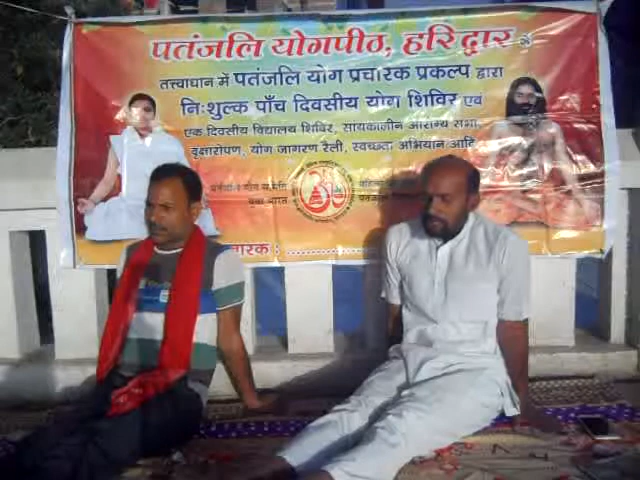 पतंजलि योगपीठ, हरिद्वार के
तत्त्वाधान में पतंजलि योग प्रचारक प्रकल्प द्वारा
निःशुल्क पाँच दिवसीय योग शिविर एवं
एक दिवसीय विद्यालय शिविर, सांयकालीन आरोग्य सभा,
वृक्षारोपण, योग जागरण रैली, स्वच्छता अभियान आदि